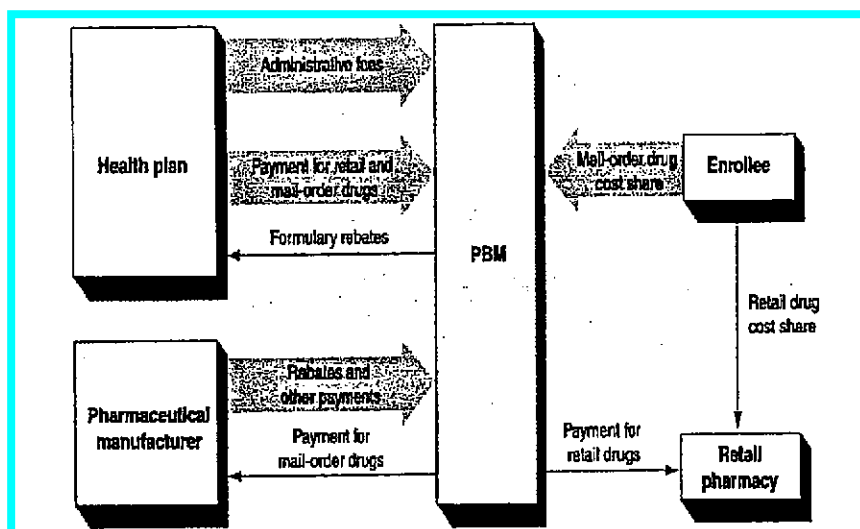 Administrative fees
Health plan
Payment for retail and
mail-order drugs
Mail-order drug
cost share
Enrollee
Formulary rebates
PBM
Retail drug
cost share
Rebates and
other payments
Pharmaceutical
manufacturer
Payment for
mail-order drugs
Payment for
retail drugs
Retail
pharmacy